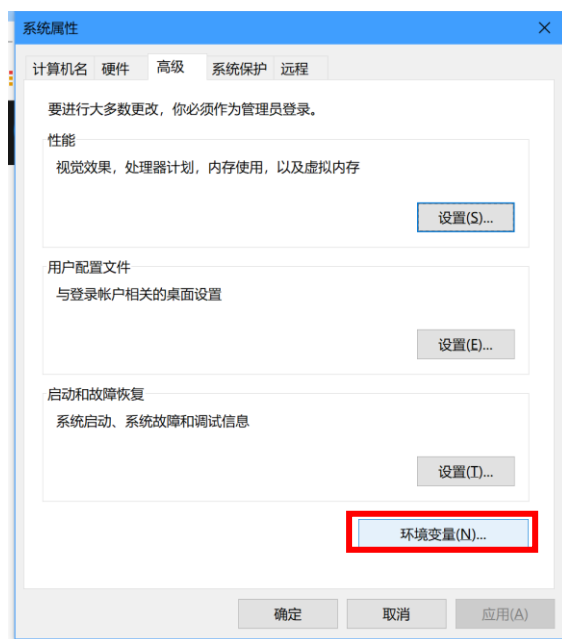 系统属性
计算机名 硬件 高级 系统保护 远程
要进行大多数更改，你必须作为管理员登录。
性能
视觉效果，处理器计划，内存使用，以及虚拟内存
设置(S)...
用户配置文件
与登录帐户相关的桌面设置
设置(E)...
启动和故障恢复
系统启动、系统故障和调试信息
设置(T)...
环境变量(N)...
确定 取消 应用(A)